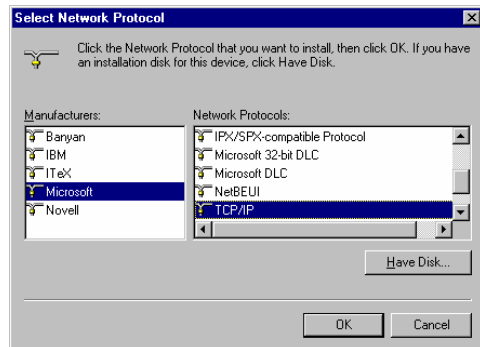 Select Network Protocol
Click the Network Protocol that you want to install, then click OK. If you have
an installation disk for this device, click Have Disk.
Manufacturers:
Banyan
IBM
ITeX
Microsoft
Novell
Network Protocols:
IPX/SPX-compatible Protocol
Microsoft 32-bit DLC
Microsoft DLC
NetBEUI
TCP/IP
Have Disk...
OK
Cancel